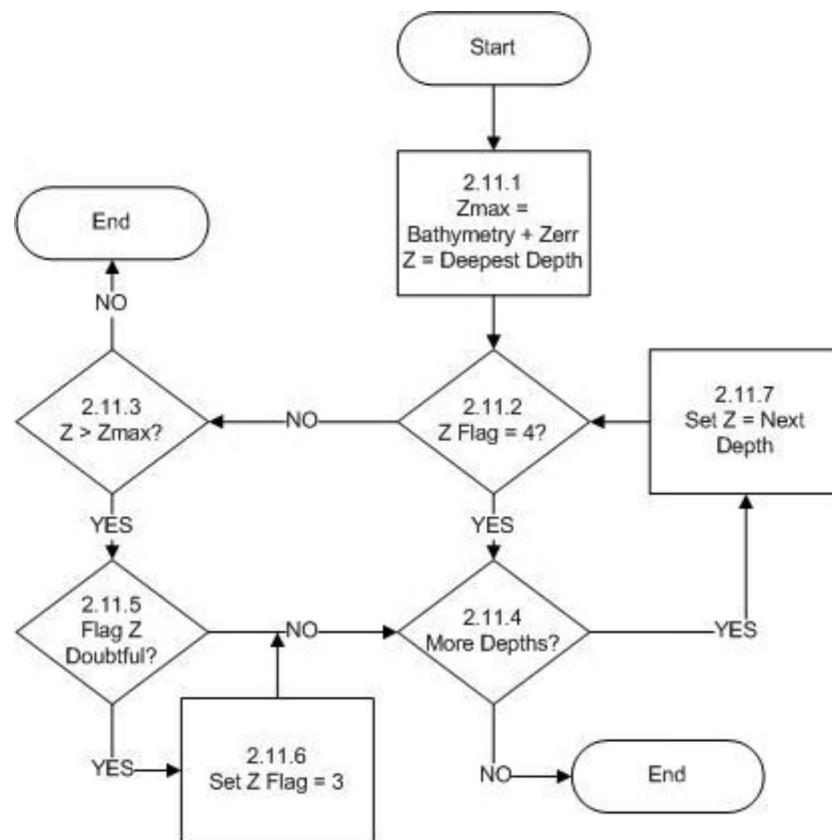 Start
2.11.1
Zmax =
Bathymetry + Zerr
Z = Deepest Depth
End
NO
2.11.3
Z > Zmax?
NO
2.11.2
Z Flag = 4?
2.11.7
Set Z = Next
Depth
YES
YES
2.11.5
Flag Z
Doubtful?
NO
2.11.4
More Depths?
YES
YES
2.11.6
Set Z Flag = 3
NO
End